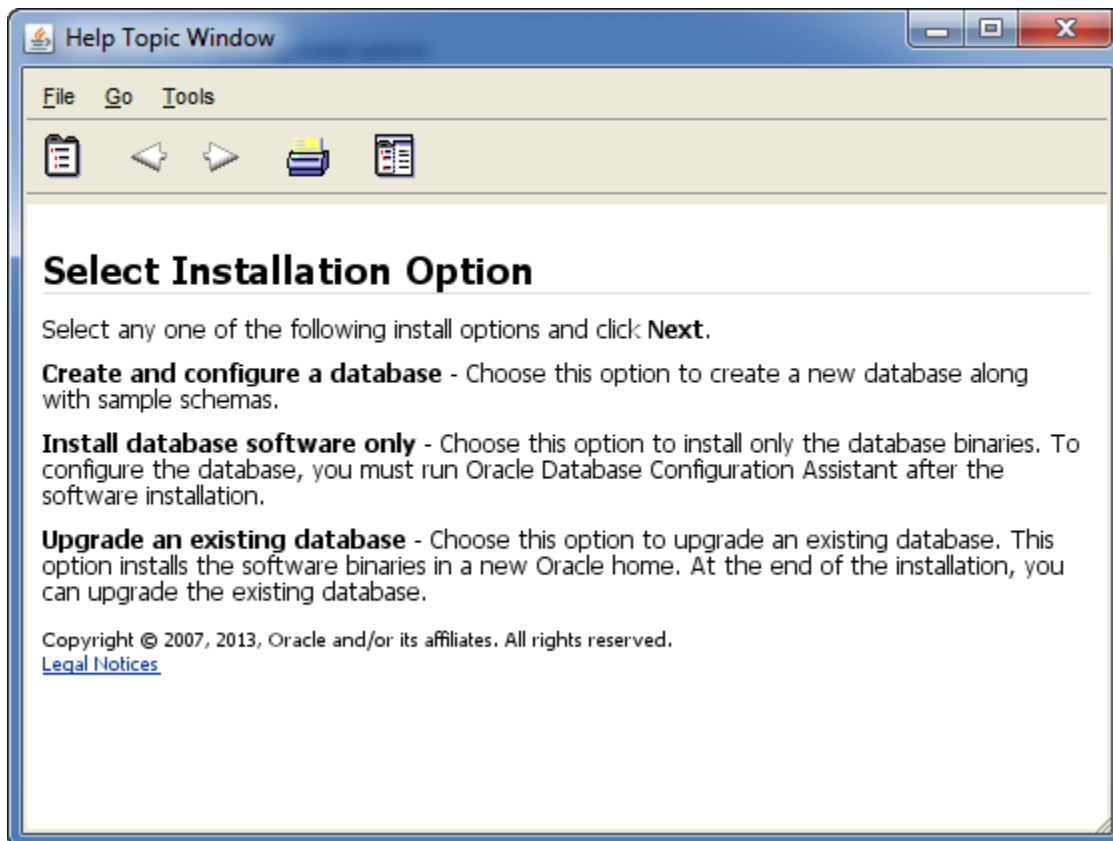 Help Topic Window
File Go Tools
Select Installation Option
Select any one of the following install options and click Next.
Create and configure a database - Choose this option to create a new database along
with sample schemas.
Install database software only - Choose this option to install only the database binaries. To
configure the database, you must run Oracle Database Configuration Assistant after the
software installation.
Upgrade an existing database - Choose this option to upgrade an existing database. This
option installs the software binaries in a new Oracle home. At the end of the installation, you
can upgrade the existing database.
Copyright © 2007, 2013, Oracle and/or its affiliates. All rights reserved.
Legal Notices